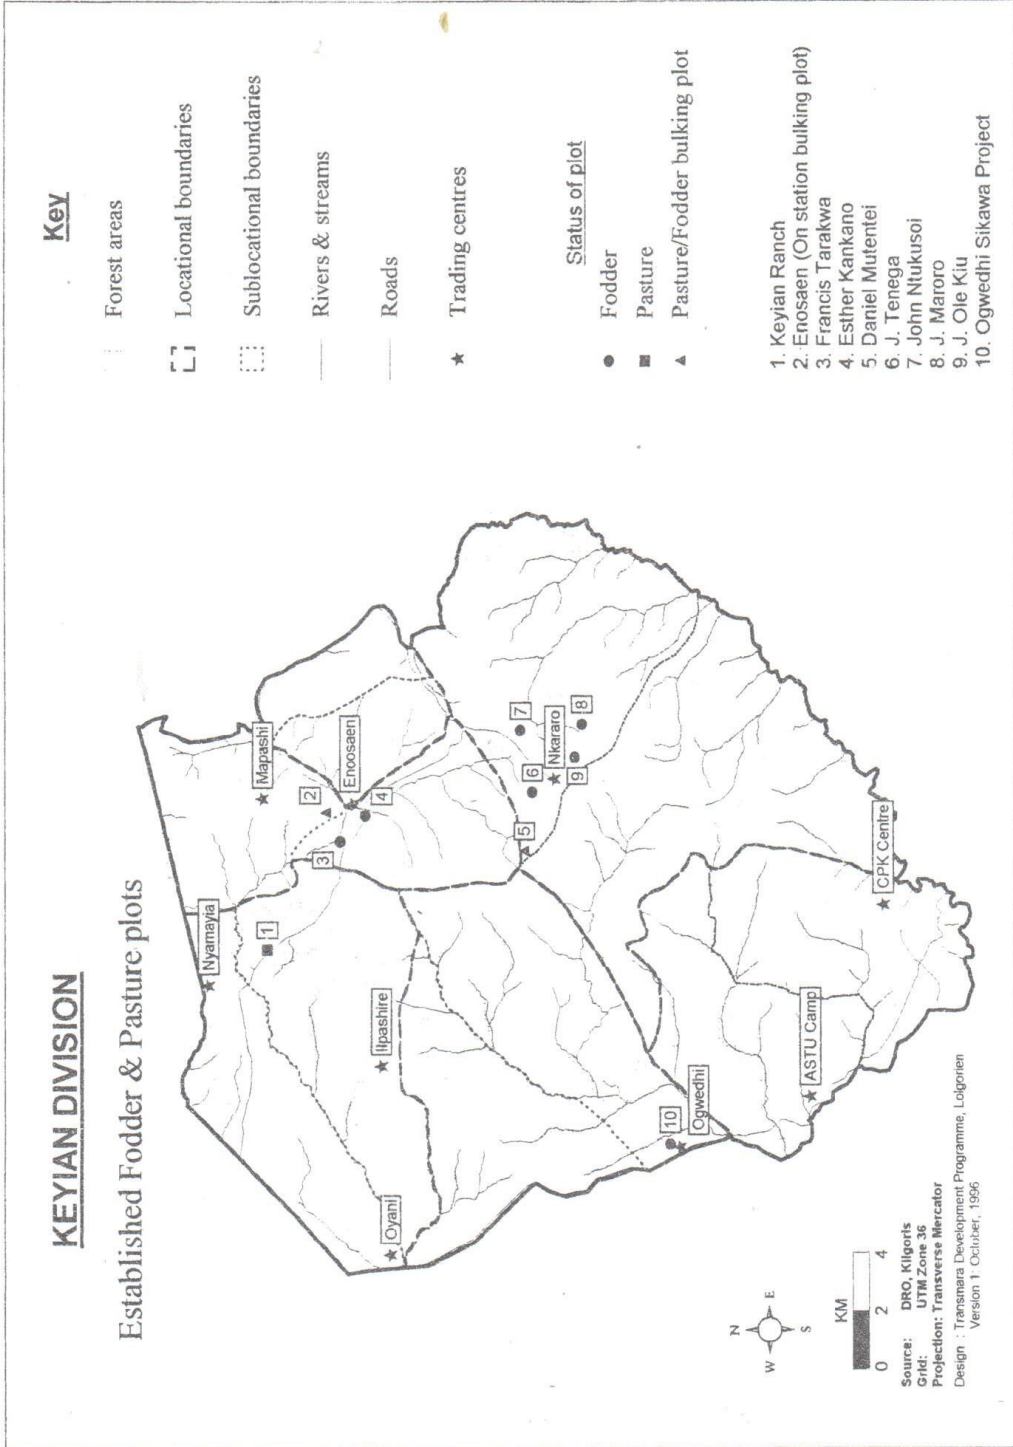 KEYIAN DIVISION
Established Fodder & Pasture plots
Key
Forest areas
Locational boundaries
Sublocational boundaries
Rivers & streams
Roads
Trading centres
Status of plot
Fodder
Pasture
Pasture/Fodder bulking plot
1. Keyian Ranch
2. Enosaen (On station bulking plot)
3. Francis Tarakwa
4. Esther Kankano
5. Daniel Mutentei
6. J. Tenega
7. John Ntukusoi
8. J. Maroro
9. J. Ole Kiu
10. Ogwedhi Sikawa Project
Nyamayia
Mapashi
1
2
Enoosaen
3
4
Ilpashire
Oyani
7
6
Nkararo
8
9
5
10
Ogwedhi
ASTU Camp
CPK Centre
N
W
E
S
KM
0 2 4
Source: DRO, Kilgoris
Grid: UTM Zone 36
Projection: Transverse Mercator
Design : Transmara Development Programme, Lolgorien
Version 1: October, 1996